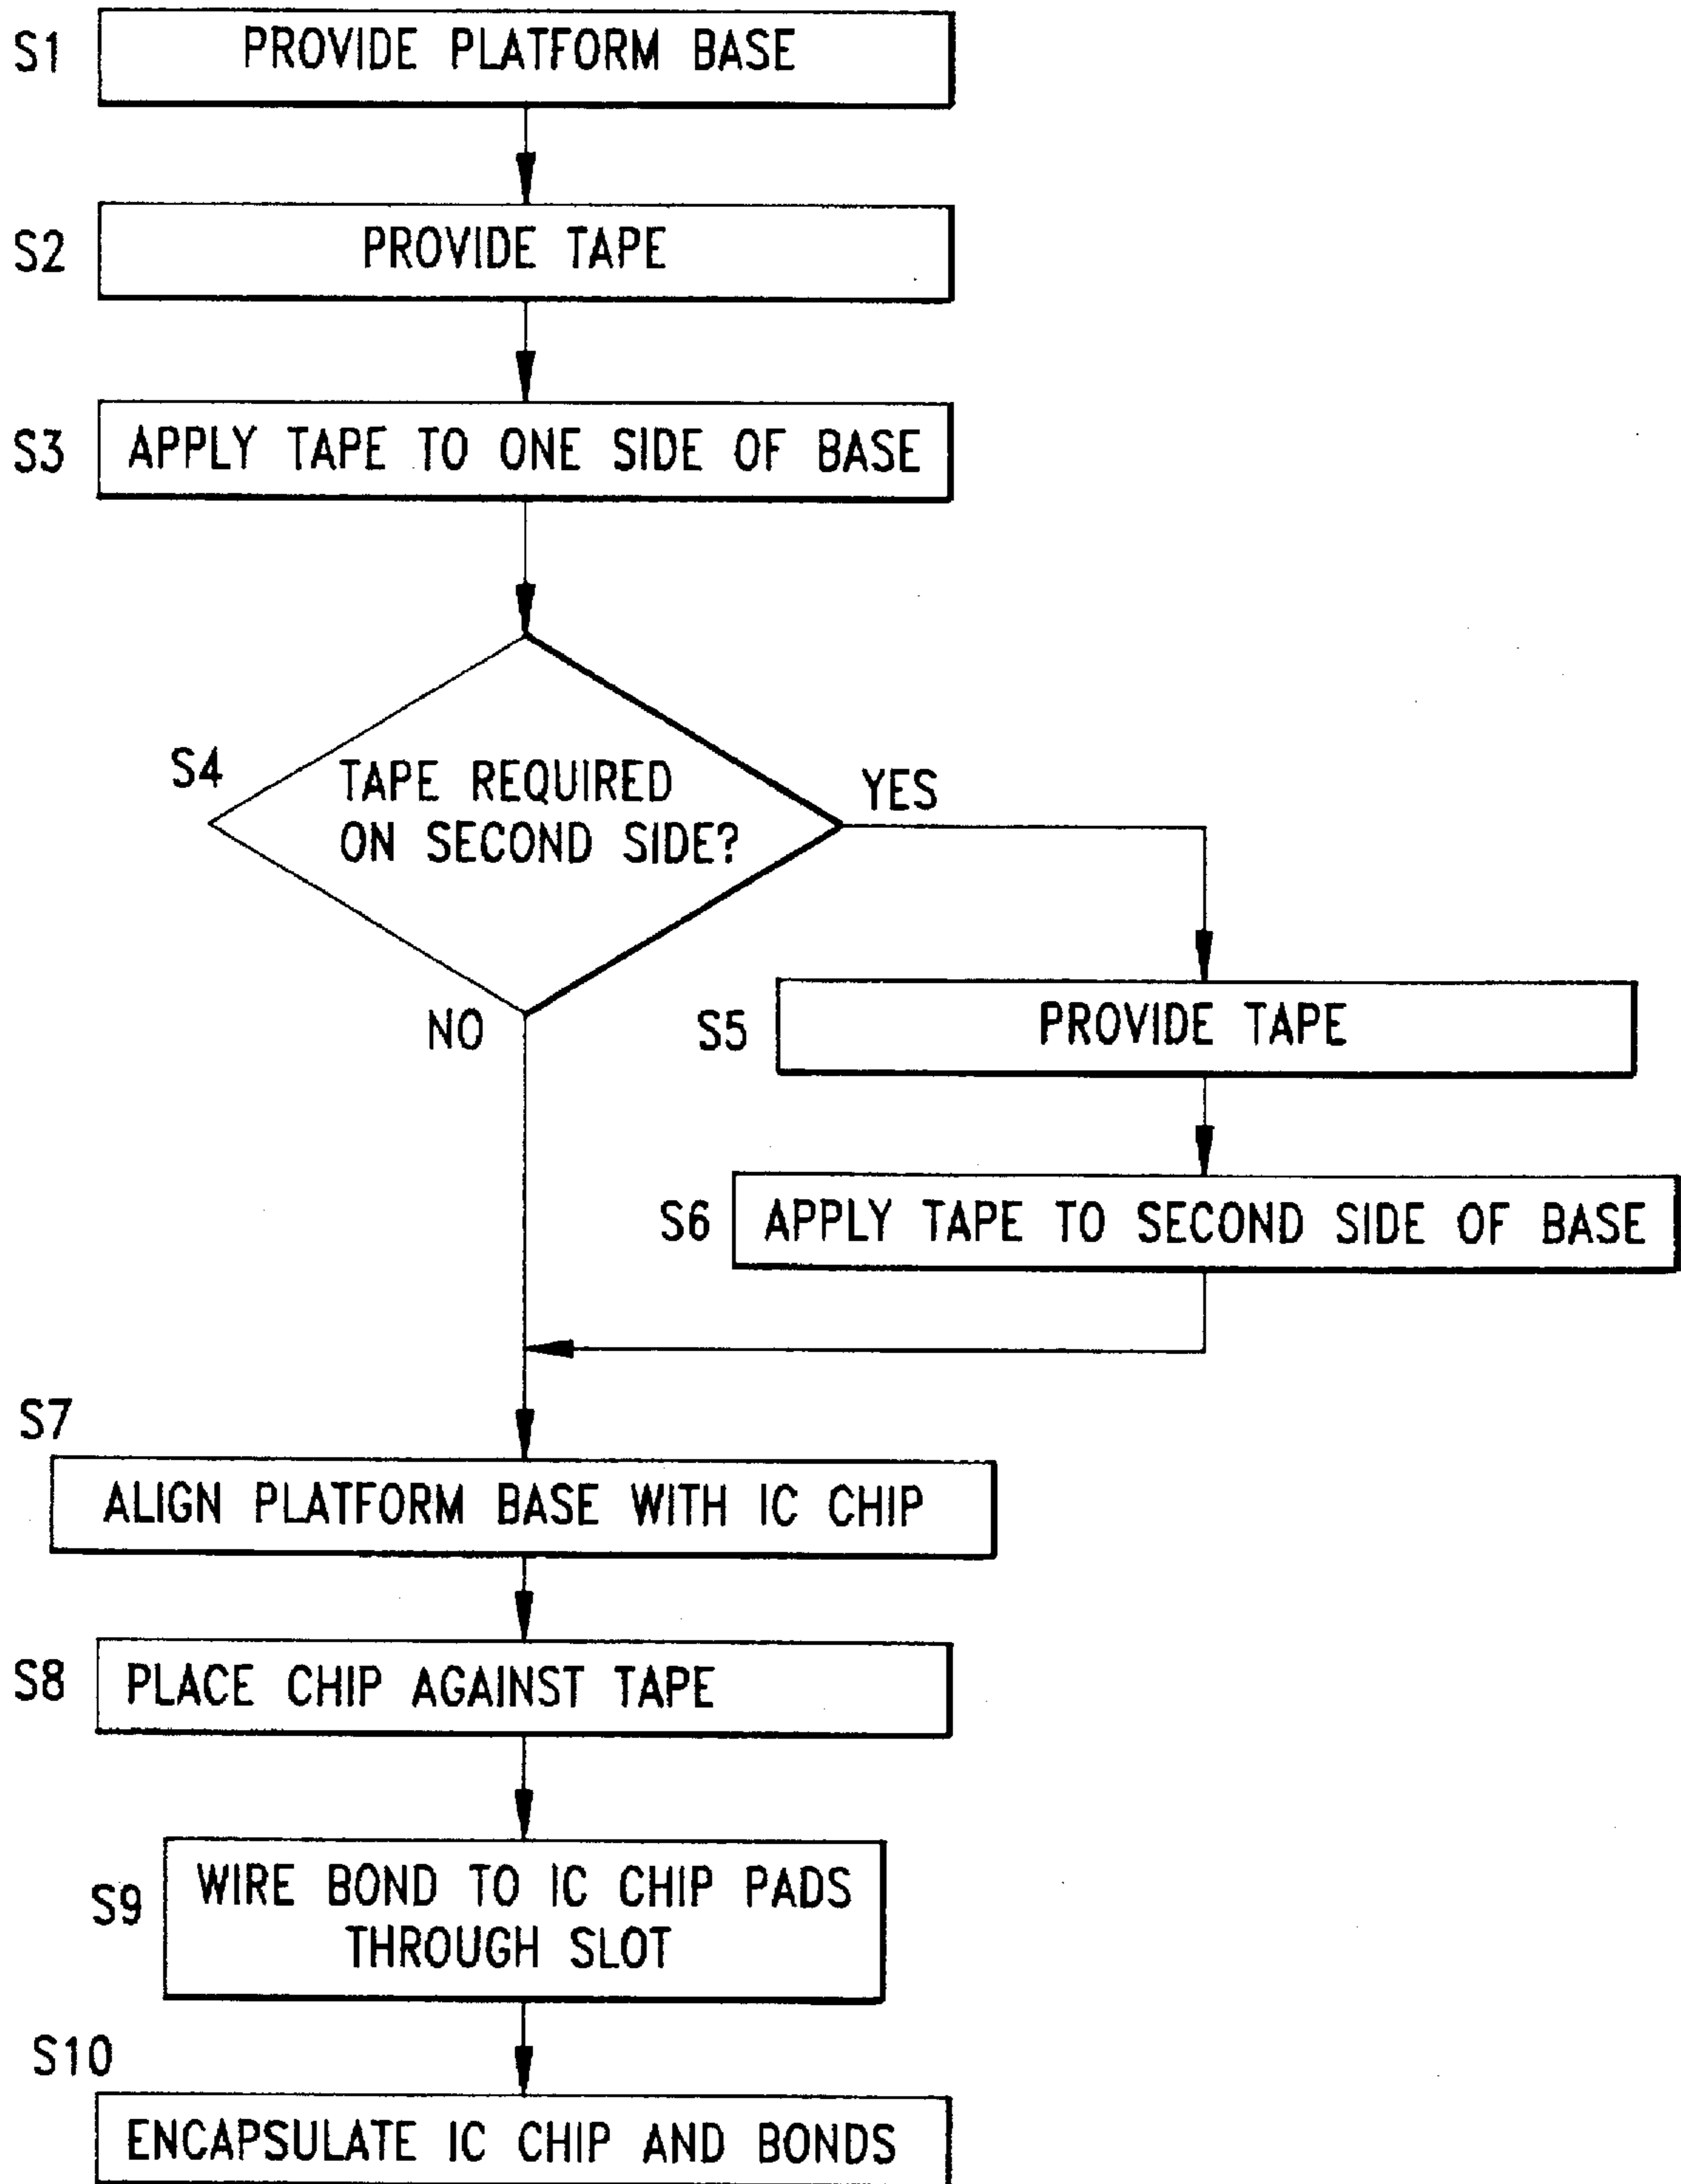 S1
PROVIDE PLATFORM BASE
S2
PROVIDE TAPE
S3
APPLY TAPE TO ONE SIDE OF BASE
S4
TAPE REQUIRED
ON SECOND SIDE?
YES
NO
S5
PROVIDE TAPE
S6
APPLY TAPE TO SECOND SIDE OF BASE
S7
ALIGN PLATFORM BASE WITH IC CHIP
S8
PLACE CHIP AGAINST TAPE
S9
WIRE BOND TO IC CHIP PADS
THROUGH SLOT
S10
ENCAPSULATE IC CHIP AND BONDS